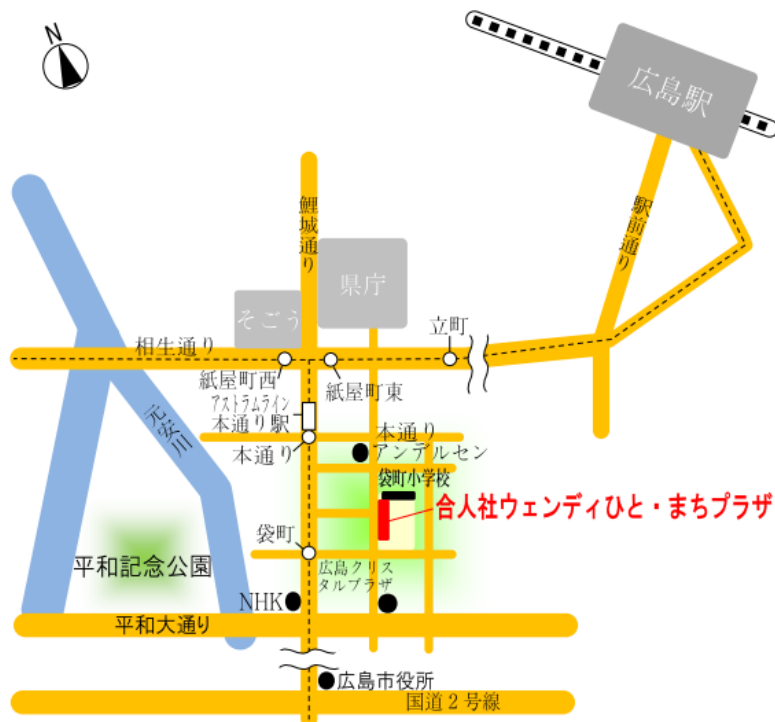 N
広島駅
鯉城通り
駅前通り
県庁
そごう
立町
相生通り
紙屋町西
紙屋町東
アストラムライン
本通り駅
本通り
本通り
アンデルセン
元安川
袋町小学校
合人社ウェンディひと・まちプラザ
袋町
広島クリス
タルプラザ
平和記念公園
NHK
平和大通り
広島市役所
国道2号線